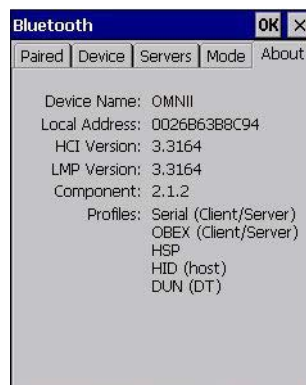 Bluetooth OK ×
Paired Device Servers Mode About
Device Name: OMNII
Local Address: 0026B63B8C94
HCI Version: 3.3164
LMP Version: 3.3164
Component: 2.1.2
Profiles: Serial (Client/Server)
OBEX (Client/Server)
HSP
HID (host)
DUN (DT)